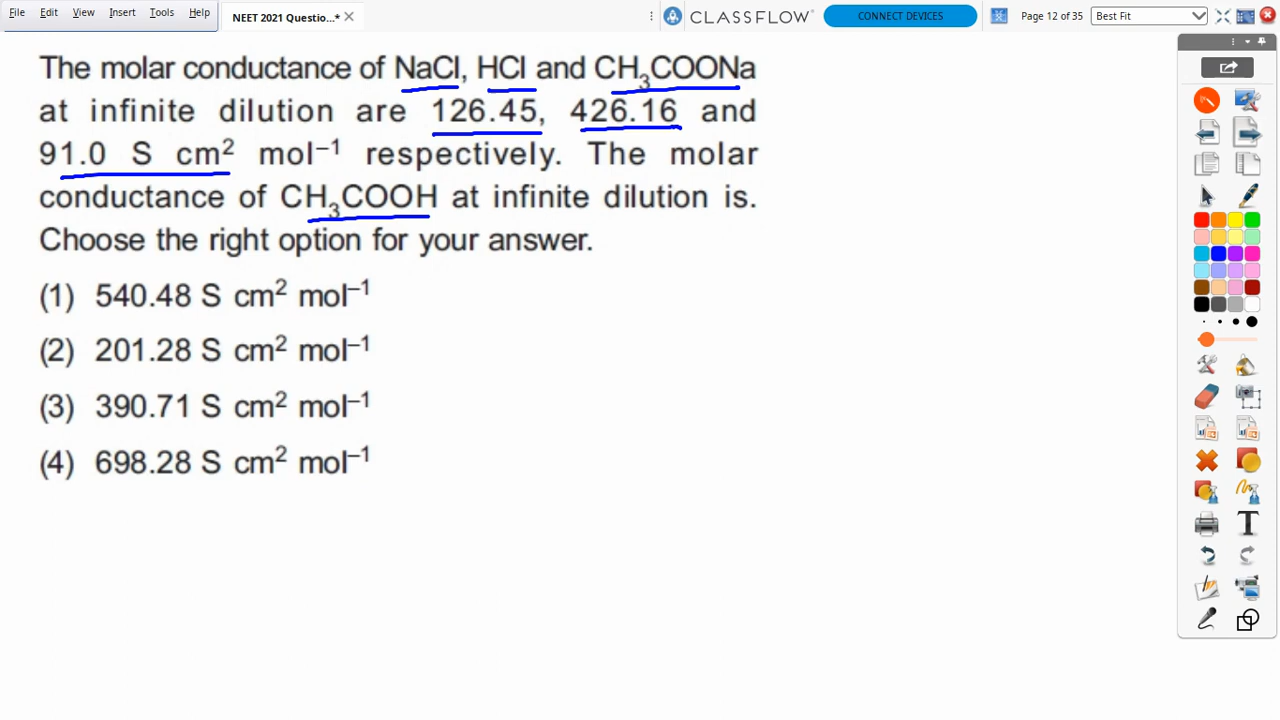 File Edit View Insert Tools Help NEET 2021 Questio...* CLASSFLOW CONNECT DEVICES Page 12 of 35 Best Fit
The molar conductance of NaCl, HCl and CH₃COONa
at infinite dilution are 126.45, 426.16 and
91.0 S cm² mol⁻¹ respectively. The molar
conductance of CH₃COOH at infinite dilution is.
Choose the right option for your answer.
(1) 540.48 S cm² mol⁻¹
(2) 201.28 S cm² mol⁻¹
(3) 390.71 S cm² mol⁻¹
(4) 698.28 S cm² mol⁻¹
T